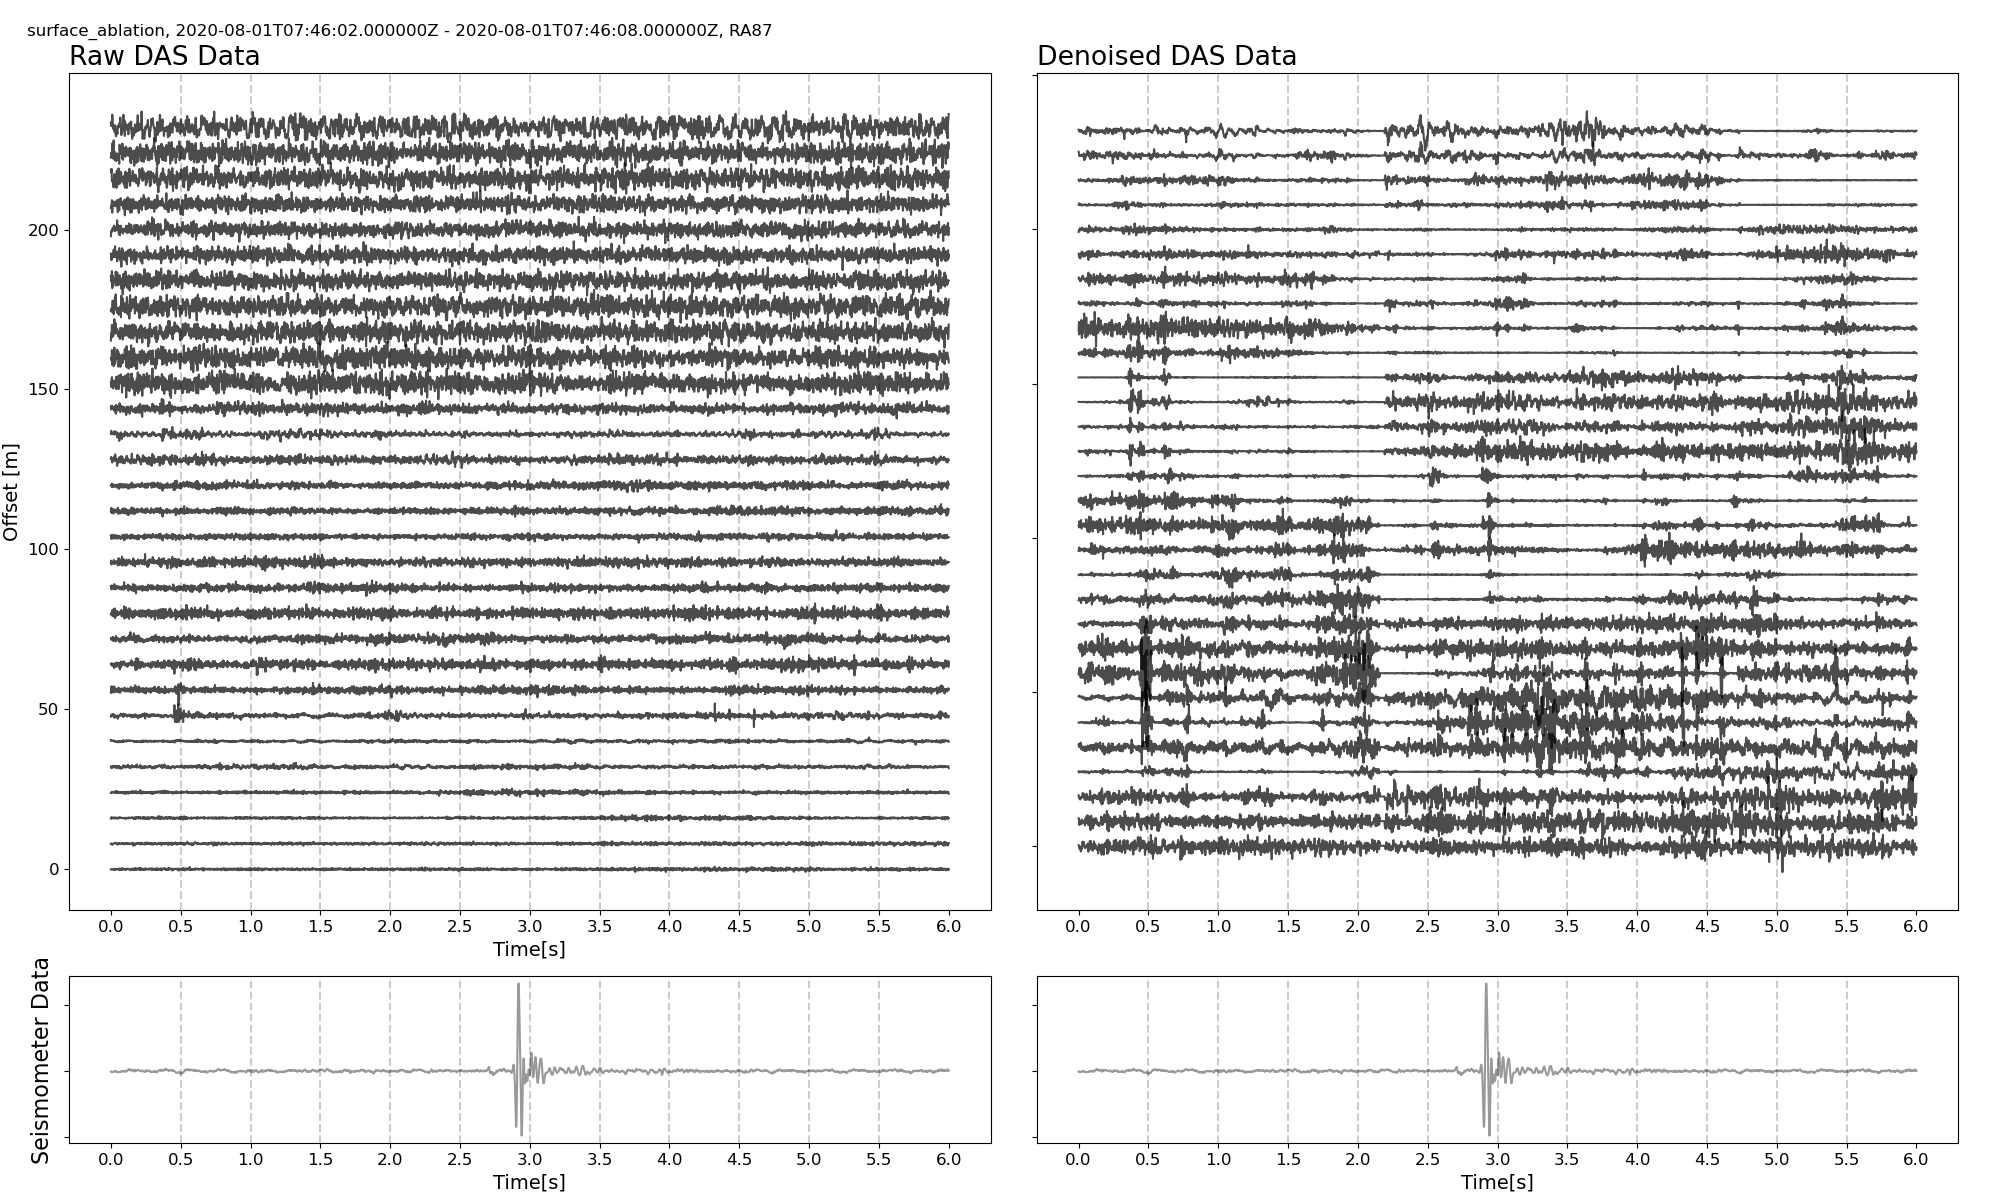 surface_ablation, 2020-08-01T07:46:02.000000Z - 2020-08-01T07:46:08.000000Z, RA87
Raw DAS Data
Denoised DAS Data
Offset [m]
200
150
100
50
0
0.0 0.5 1.0 1.5 2.0 2.5 3.0 3.5 4.0 4.5 5.0 5.5 6.0
Time[s]
0.0 0.5 1.0 1.5 2.0 2.5 3.0 3.5 4.0 4.5 5.0 5.5 6.0
Seismometer Data
0.0 0.5 1.0 1.5 2.0 2.5 3.0 3.5 4.0 4.5 5.0 5.5 6.0
Time[s]
0.0 0.5 1.0 1.5 2.0 2.5 3.0 3.5 4.0 4.5 5.0 5.5 6.0
Time[s]